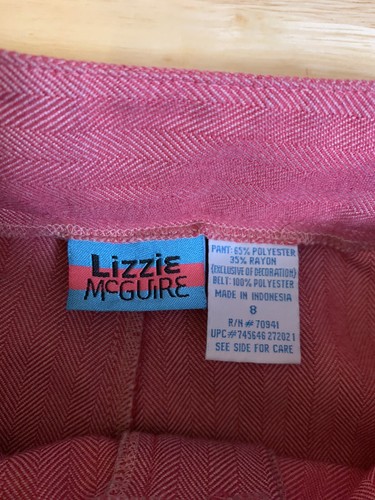 LizziE
McGUiRE
PANT: 65% POLYESTER
35% RAYON
(EXCLUSIVE OF DECORATION)
BELT: 100% POLYESTER
MADE IN INDONESIA
8
R/N# 70941
UPC#745646 272021
SEE SIDE FOR CARE